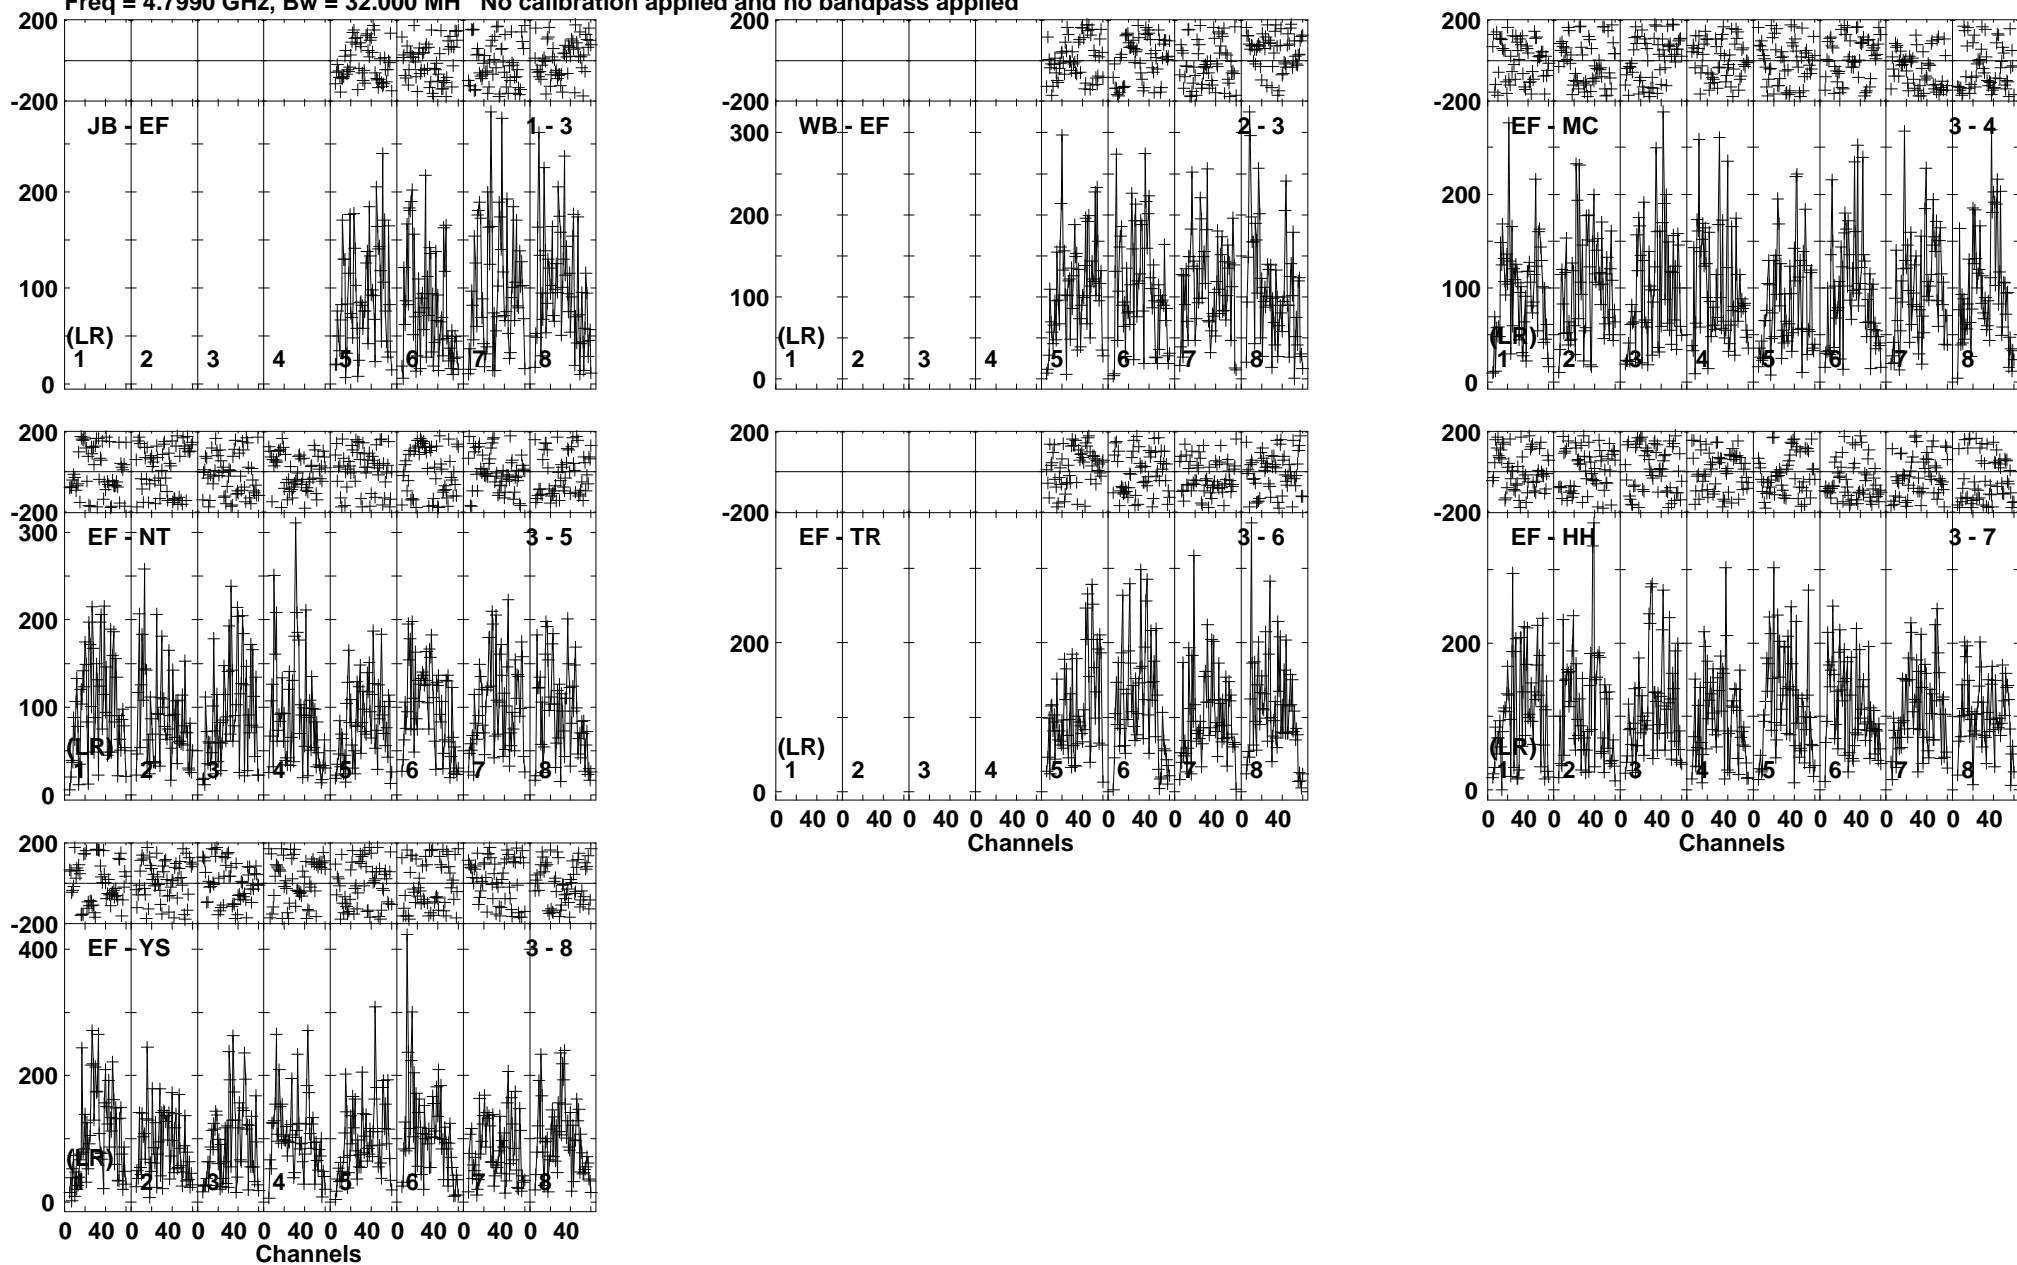 Freq = 4.7990 GHz, Bw = 32.000 MH No calibration applied and no bandpass applied
200
-200
JB - EF
1 - 3
200
100
0
(LR)
1 2 3 4 5 6 7 8
200
-200
WB - EF
2 - 3
300
200
100
0
(LR)
1 2 3 4 5 6 7 8
200
-200
EF - MC
3 - 4
200
100
0
(LR)
1 2 3 4 5 6 7 8
200
-200
EF - NT
3 - 5
300
200
100
0
(LR)
1 2 3 4 5 6 7 8
200
-200
EF - TR
3 - 6
200
0
(LR)
1 2 3 4 5 6 7 8
0 40 0 40 0 40 0 40 0 40 0 40 0 40 0 40
Channels
200
-200
EF - HH
3 - 7
200
0
(LR)
1 2 3 4 5 6 7 8
0 40 0 40 0 40 0 40 0 40 0 40 0 40 0 40
Channels
200
-200
EF - YS
3 - 8
400
200
0
(LR)
1 2 3 4 5 6 7 8
0 40 0 40 0 40 0 40 0 40 0 40 0 40 0 40
Channels